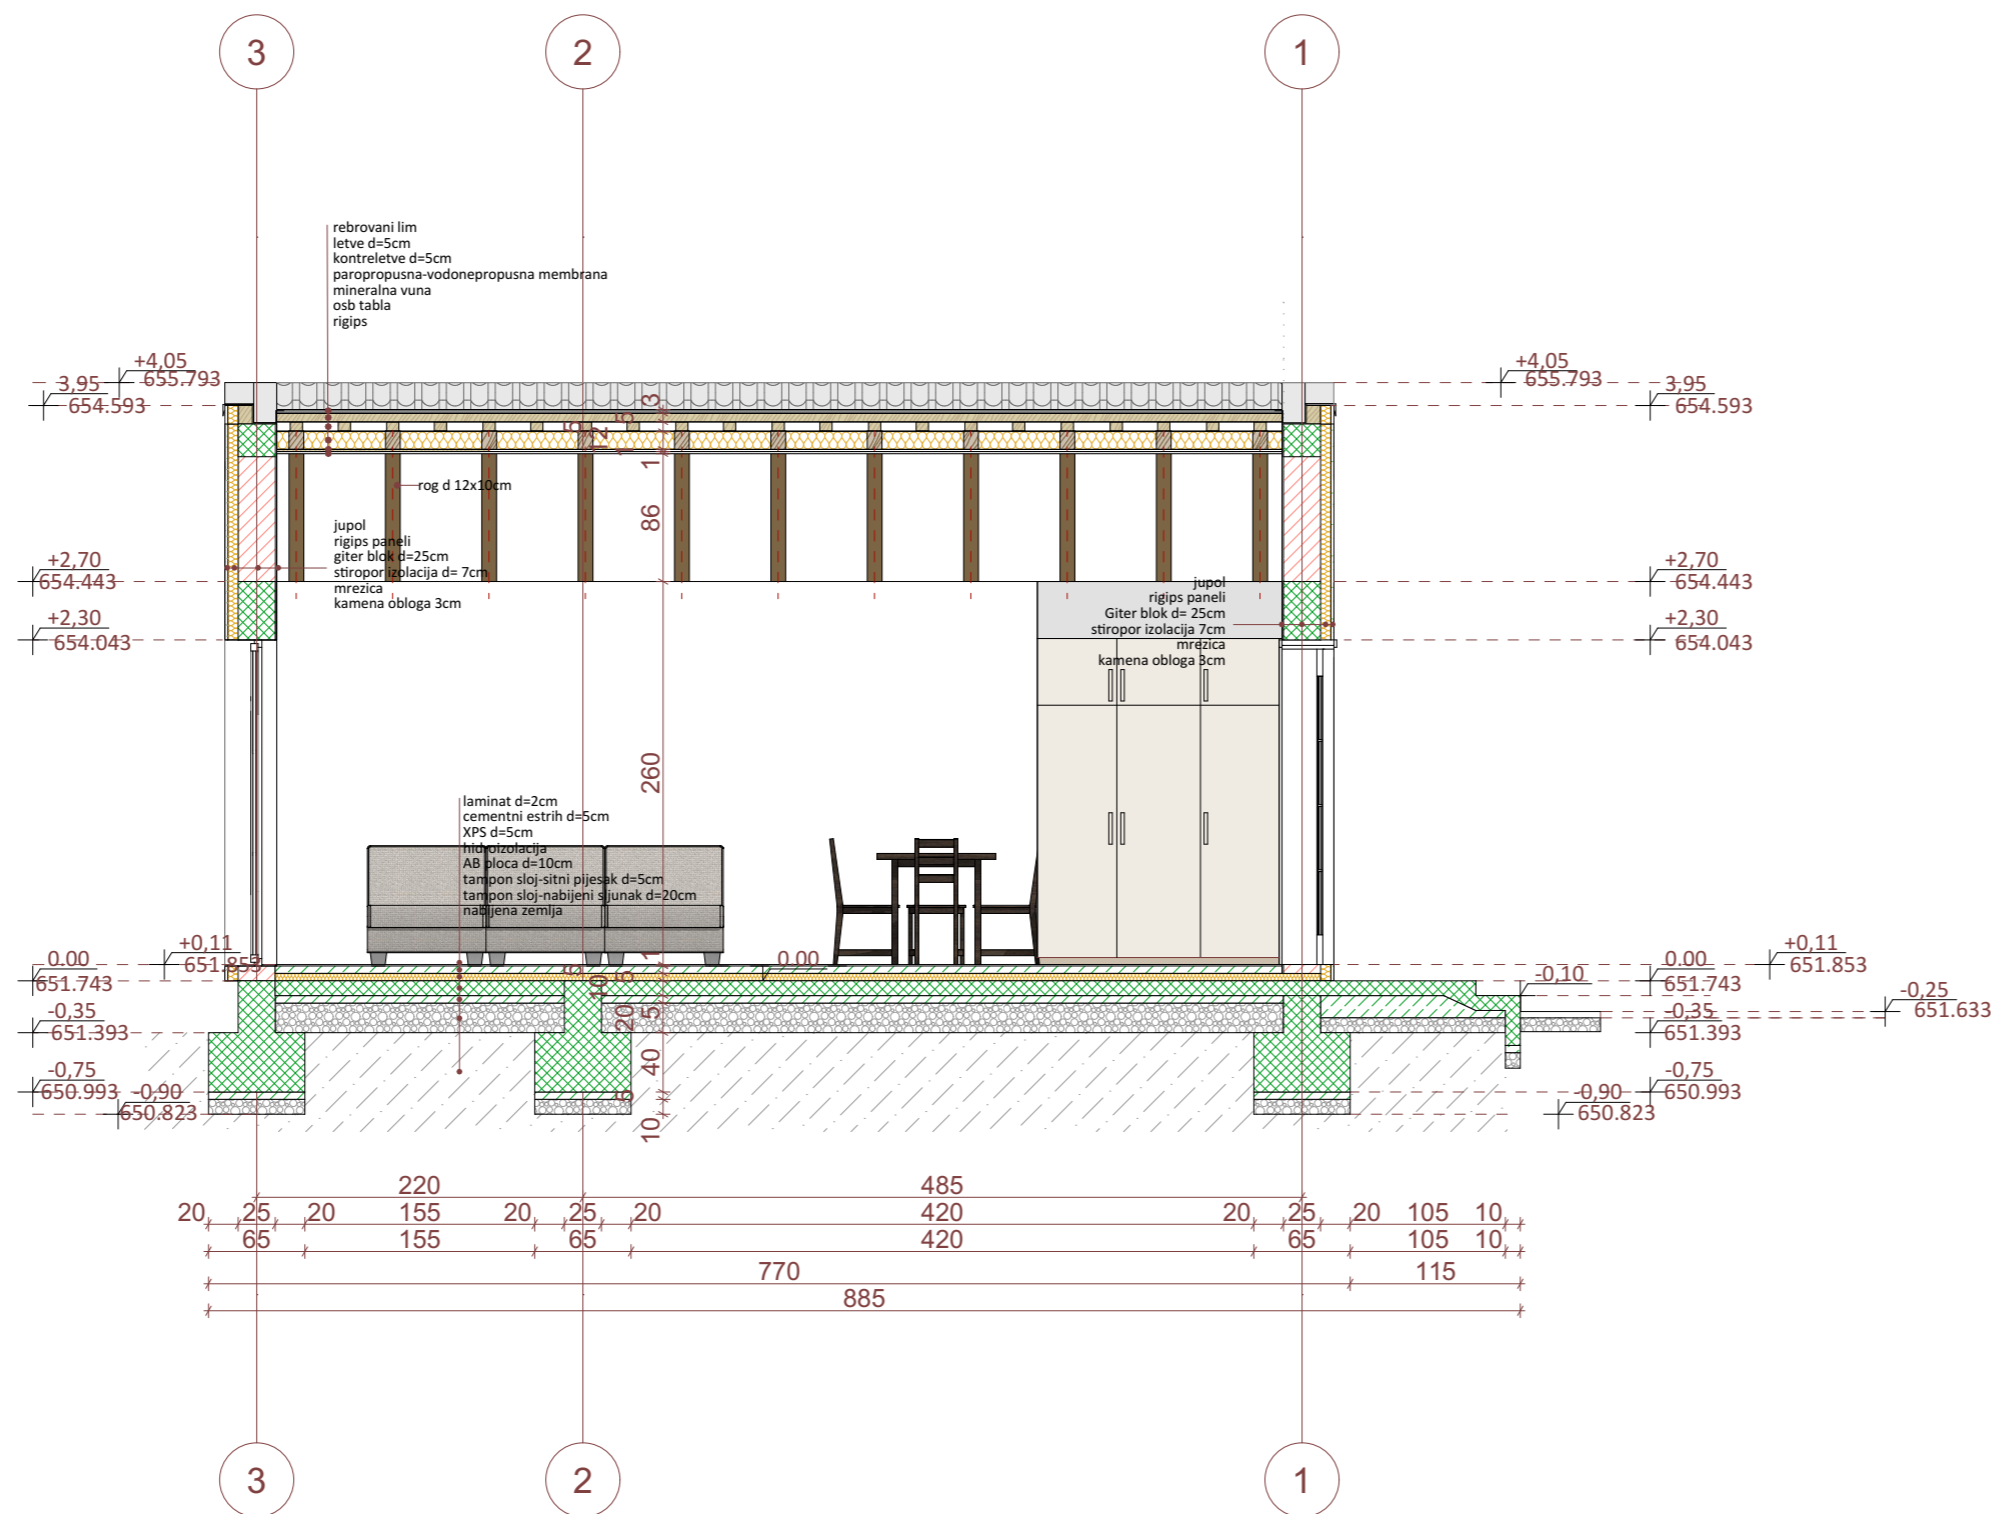 3
2
1
rebrovani lim
letve d=5cm
kontreletve d=5cm
paropropusna-vodonepropusna membrana
mineralna vuna
osb tabla
rigips
+4,05
655.793
3,95
654.593
+4,05
655.793
3,95
654.593
3
5
5
12
1
1
86
rog d 12x10cm
jupol
rigips paneli
giter blok d=25cm
stiropor izolacija d= 7cm
mrezica
kamena obloga 3cm
+2,70
654.443
+2,30
654.043
+2,70
654.443
+2,30
654.043
jupol
rigips paneli
Giter blok d= 25cm
stiropor izolacija 7cm
mrezica
kamena obloga 3cm
260
laminat d=2cm
cementni estrih d=5cm
XPS d=5cm
hidroizolacija
AB ploca d=10cm
tampon sloj-sitni pijesak d=5cm
tampon sloj-nabijeni sljunak d=20cm
nabijena zemlja
+0,11
651.853
0.00
651.743
-0,35
651.393
-0,75
650.993
-0,90
650.823
0.00
1
5
5
10
5
20
40
5
10
+0,11
651.853
0.00
651.743
-0,10
-0,25
651.633
-0,35
651.393
-0,75
650.993
-0,90
650.823
220 485
20 25 20 155 20 25 20 420 20 25 20 105 10
65 155 65 420 65 105 10
770 115
885
3
2
1